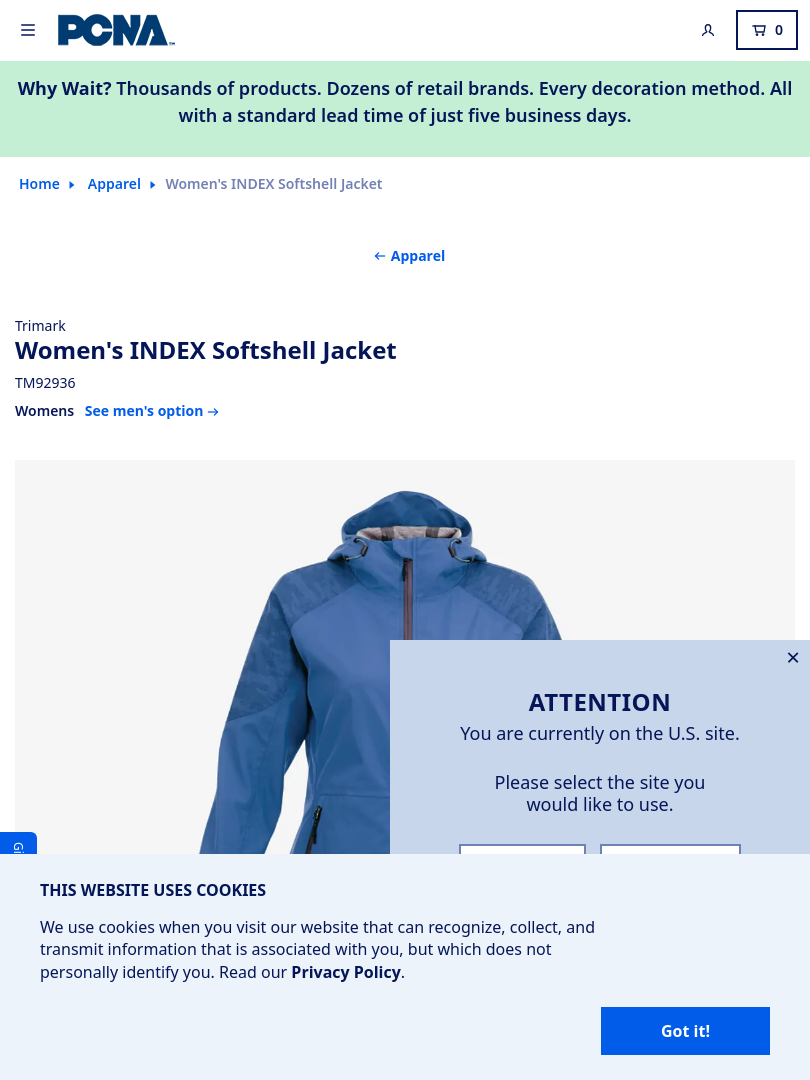 PCNA™
0
Why Wait? Thousands of products. Dozens of retail brands. Every decoration method. All
with a standard lead time of just five business days.
Home Apparel Women's INDEX Softshell Jacket
← Apparel
Trimark
Women's INDEX Softshell Jacket
TM92936
Womens See men's option →
ATTENTION
You are currently on the U.S. site.
Please select the site you
would like to use.
THIS WEBSITE USES COOKIES
We use cookies when you visit our website that can recognize, collect, and
transmit information that is associated with you, but which does not
personally identify you. Read our Privacy Policy.
Got it!